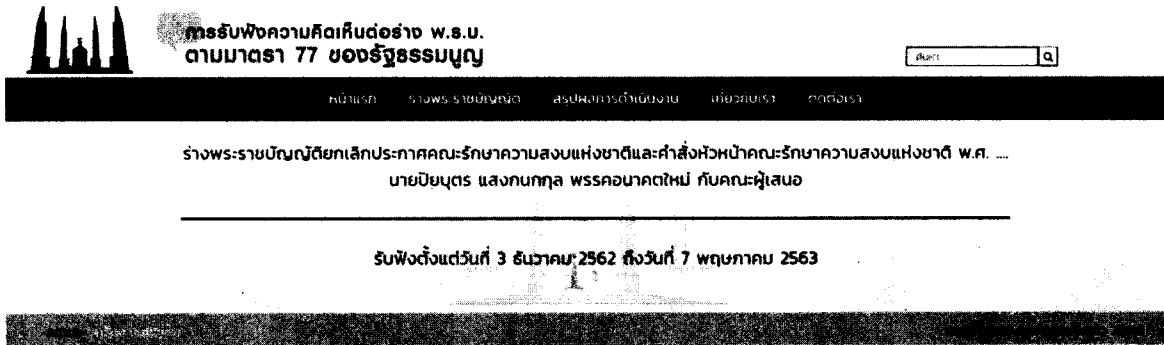 การรับฟังความคิดเห็นต่อร่าง พ.ร.บ.
ตามมาตรา 77 ของรัฐธรรมนูญ
ค้นหา
หน้าแรก ร่างพระราชบัญญัติ สรุปผลการดำเนินงาน เกี่ยวกับเรา ติดต่อเรา
ร่างพระราชบัญญัติยกเลิกประกาศคณะรักษาความสงบแห่งชาติและคำสั่งหัวหน้าคณะรักษาความสงบแห่งชาติ พ.ศ. ....
นายปิยบุตร แสงกนกกุล พรรคอนาคตใหม่ กับคณะผู้เสนอ
รับฟังตั้งแต่วันที่ 3 ธันวาคม 2562 ถึงวันที่ 7 พฤษภาคม 2563